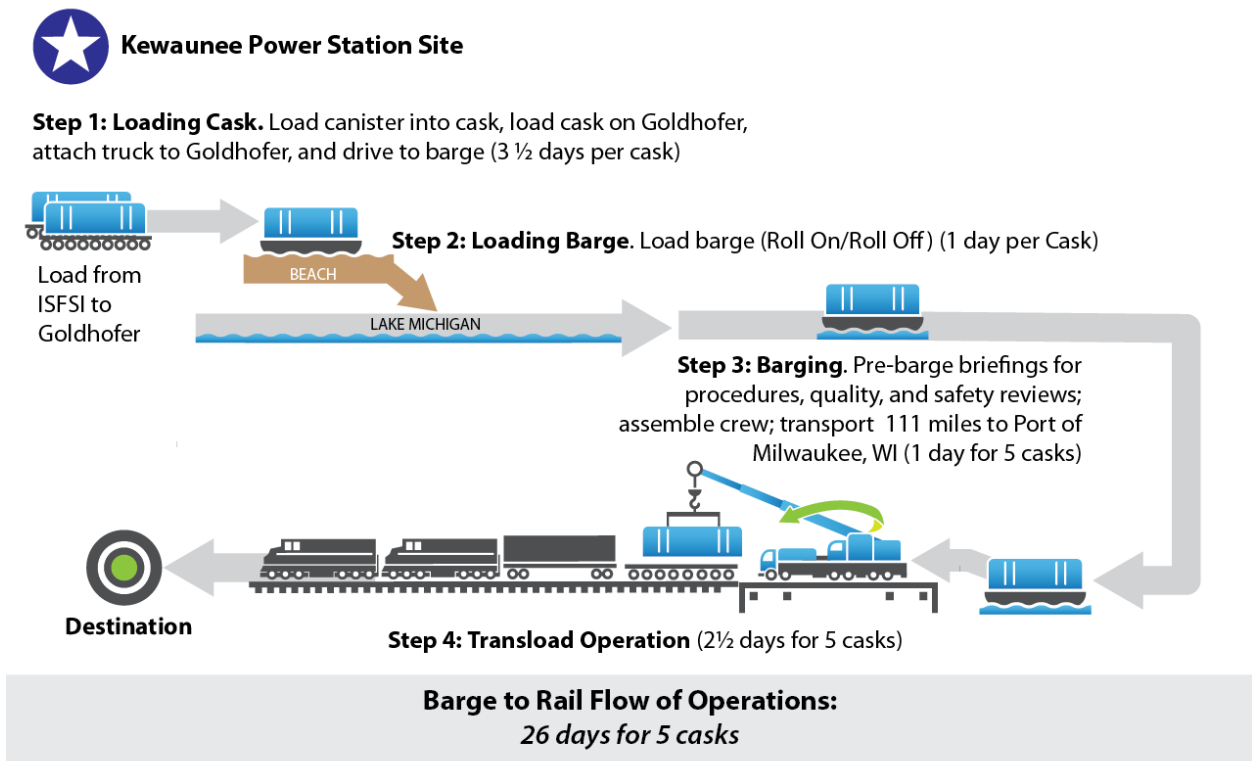 Kewaunee Power Station Site
Step 1: Loading Cask. Load canister into cask, load cask on Goldhofer,
attach truck to Goldhofer, and drive to barge (3 ½ days per cask)
Load from
ISFSI to
Goldhofer
BEACH
Step 2: Loading Barge. Load barge (Roll On/Roll Off) (1 day per Cask)
LAKE MICHIGAN
Step 3: Barging. Pre-barge briefings for
procedures, quality, and safety reviews;
assemble crew; transport 111 miles to Port of
Milwaukee, WI (1 day for 5 casks)
Destination
Step 4: Transload Operation (2½ days for 5 casks)
Barge to Rail Flow of Operations:
26 days for 5 casks